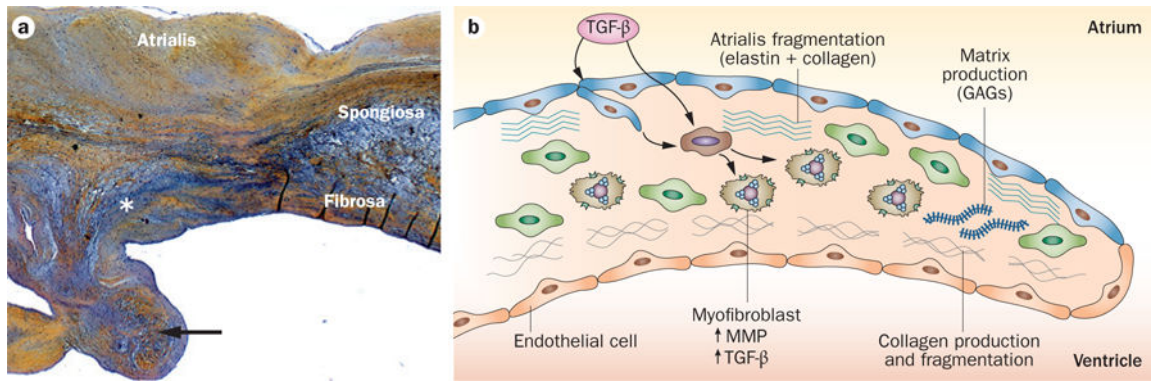 a
Atrialis
Spongiosa
Fibrosa
*
b
TGF-β
Atrialis fragmentation
(elastin + collagen)
Atrium
Matrix
production
(GAGs)
Endothelial cell
Myofibroblast
↑ MMP
↑ TGF-β
Collagen production
and fragmentation
Ventricle